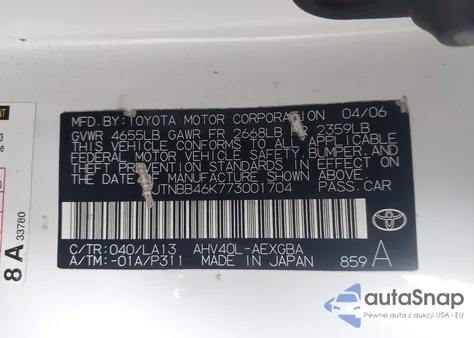 MFD. BY: TOYOTA MOTOR CORPORATION 04/06
GVWR 4655LB GAWR FR 2668LB RR 2359LB
THIS VEHICLE CONFORMS TO ALL APPLICABLE
FEDERAL MOTOR VEHICLE SAFETY, BUMPER, AND
THEFT PREVENTION STANDARDS IN EFFECT ON
THE DATE OF MANUFACTURE SHOWN ABOVE.
JTNBB46K773001704 PASS.CAR
C/TR: 040/LA13 AHV40L-AEXGBA
A/TM: -01A/P311 MADE IN JAPAN 859 A
TOYOTA
8 A 33780
autoSnap
Pewne auta z aukcji USA i EU